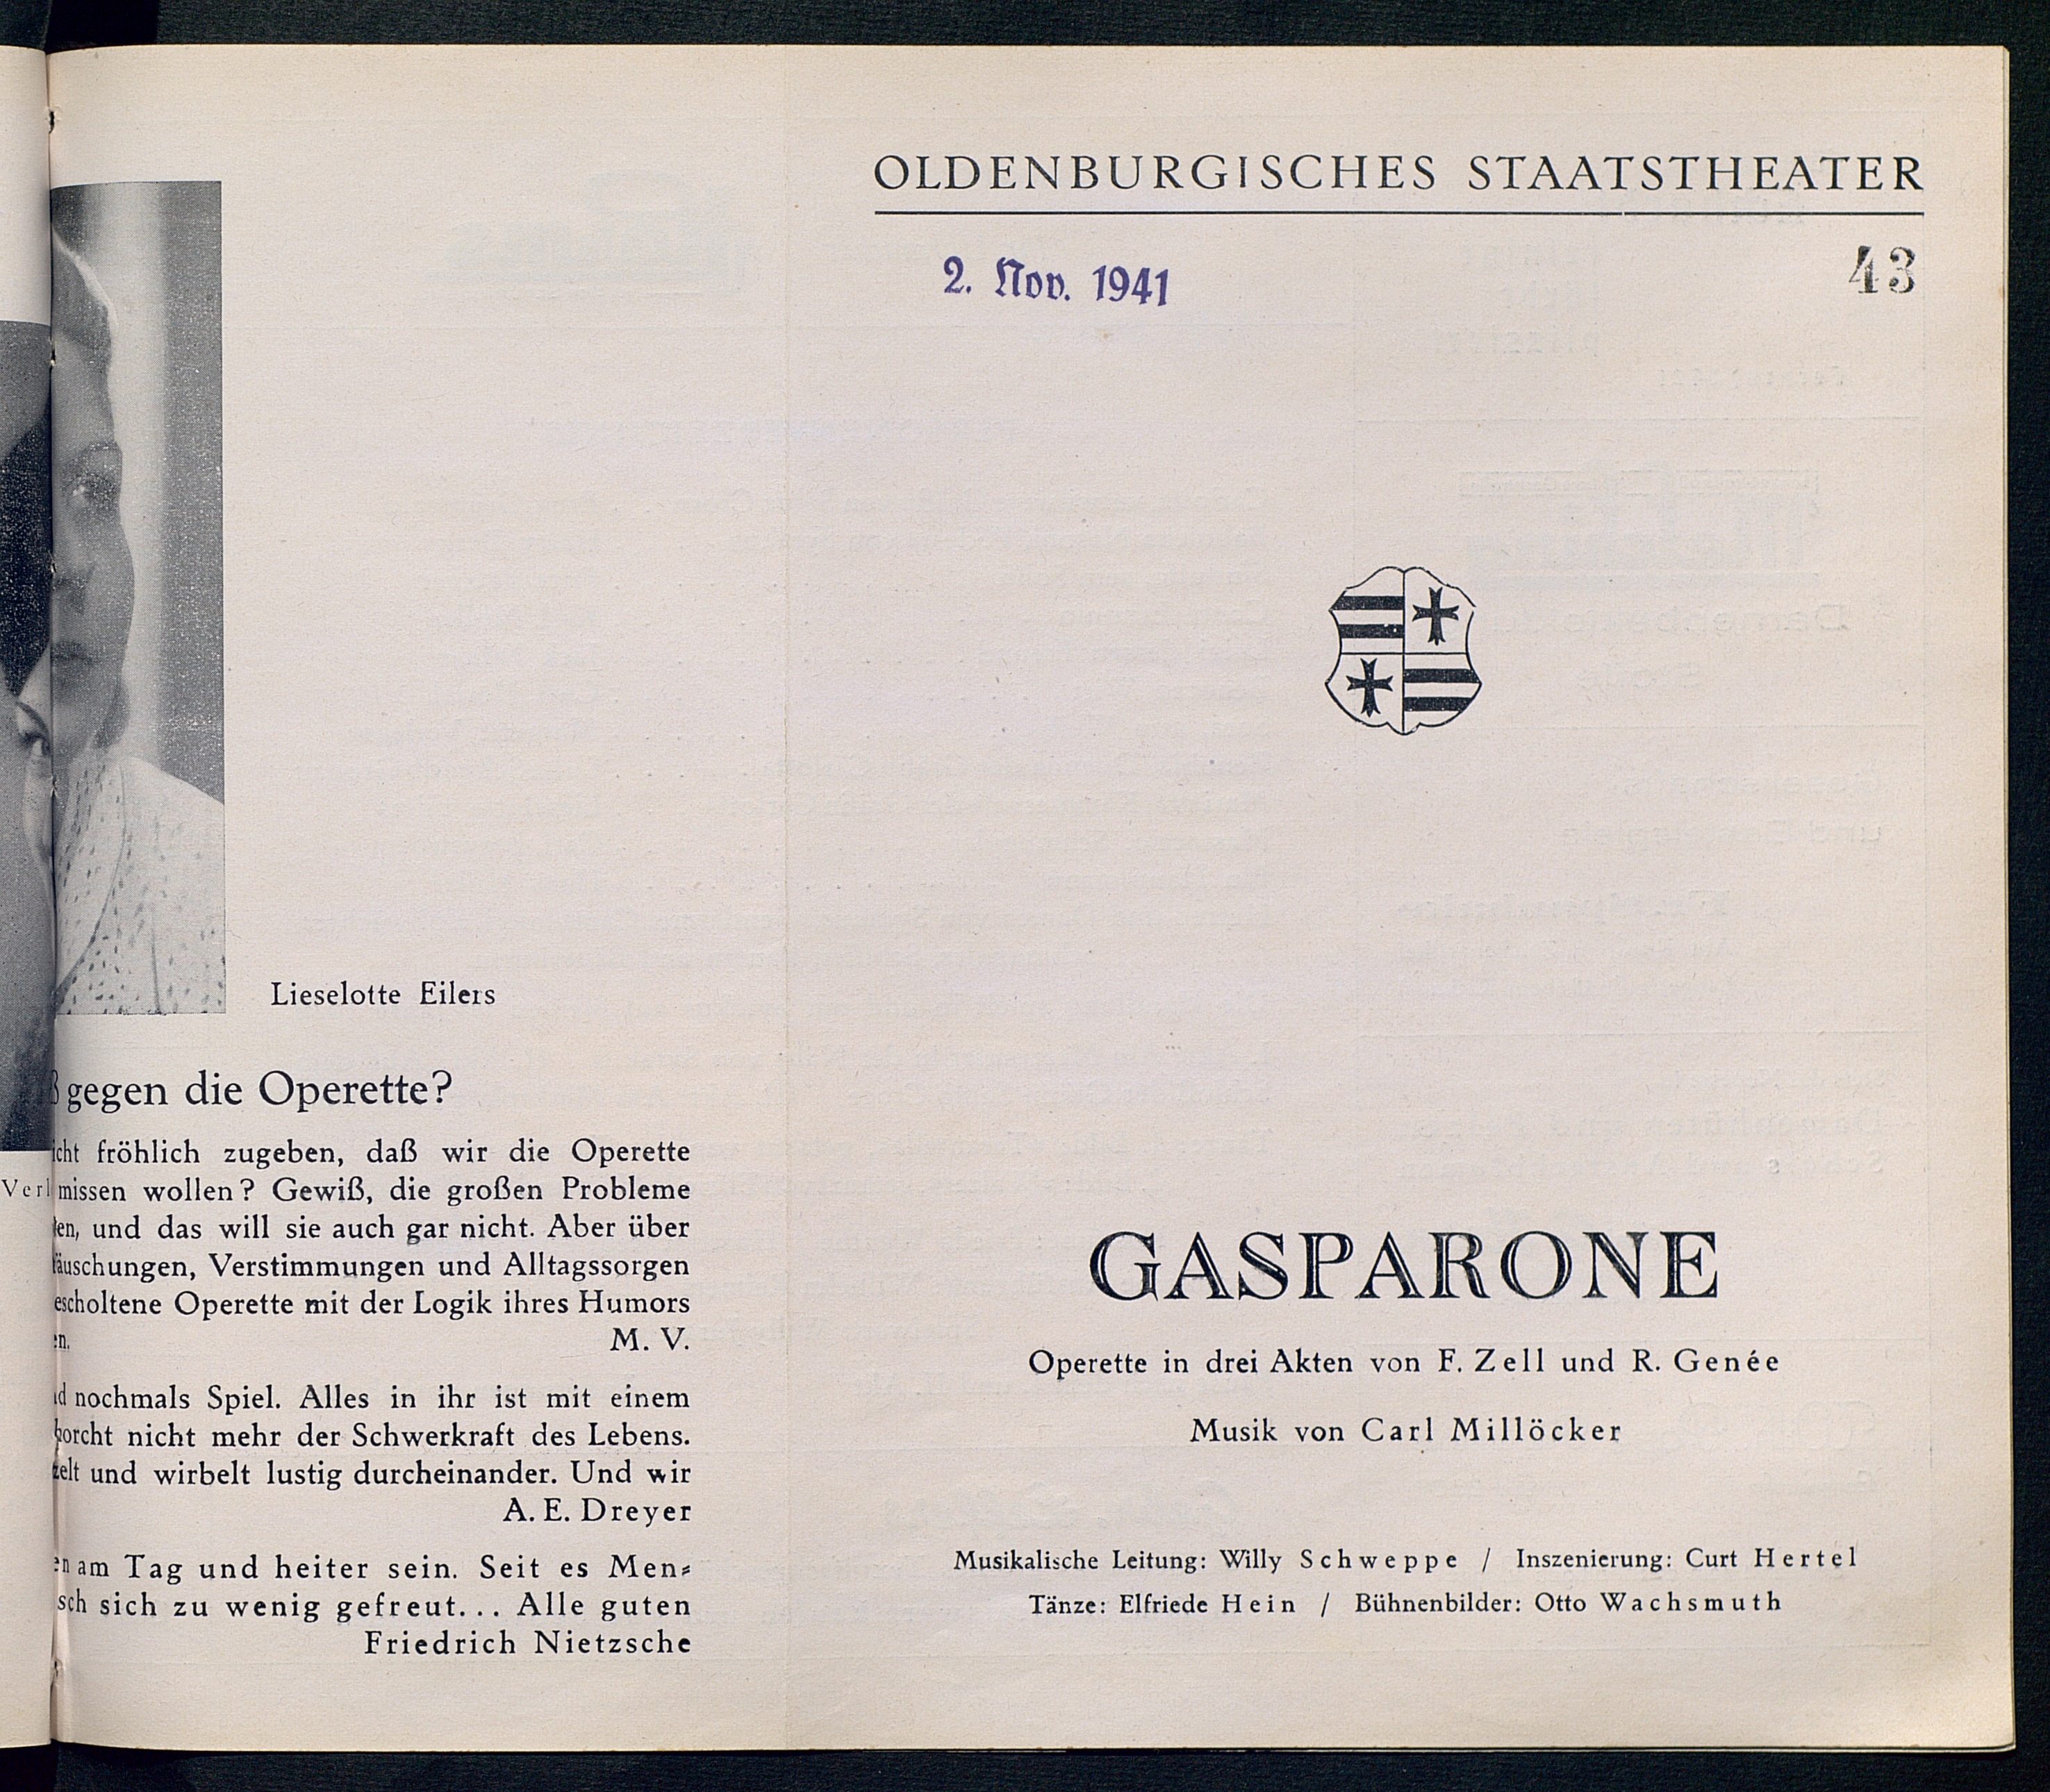 Lieselotte Eilers
gegen die Operette?
fröhlich zugeben, daß wir die Operette
missen wollen? Gewiß, die großen Probleme
und das will sie auch gar nicht. Aber über
Verstimmungen und Alltagssorgen
Operette mit der Logik ihres Humors
M. V.
nochmals Spiel. Alles in ihr ist mit einem
nicht mehr der Schwerkraft des Lebens.
und wirbelt lustig durcheinander. Und wir
A. E. Dreyer
am Tag und heiter sein. Seit es Men⸗
sich zu wenig gefreut... Alle guten
Friedrich Nietzsche
OLDENBURGISCHES STAATSTHEATER
2. Nov. 1941
43
GASPARONE
Operette in drei Akten von F. Zell und R. Genée
Musik von Carl Millöcker
Musikalische Leitung: Willy Schweppe / Inszenierung: Curt Hertel
Tänze: Elfriede Hein / Bühnenbilder: Otto Wachsmuth